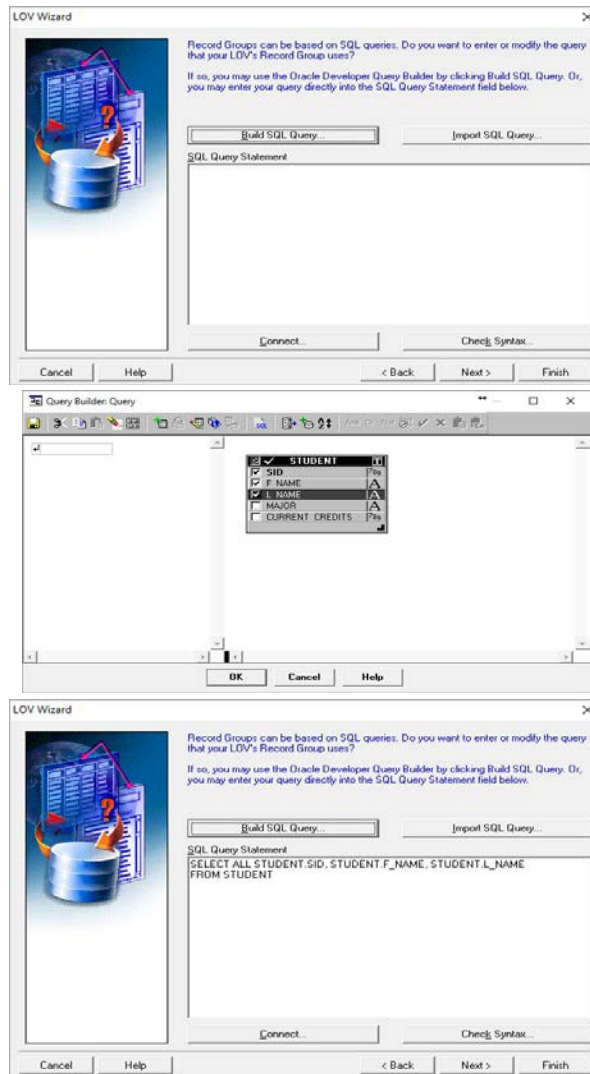 LOV Wizard
Record Groups can be based on SQL queries. Do you want to enter or modify the query
that your LOV's Record Group uses?
If so, you may use the Oracle Developer Query Builder by clicking Build SQL Query. Or,
you may enter your query directly into the SQL Query Statement field below.
Build SQL Query... Import SQL Query...
SQL Query Statement
Connect... Check Syntax...
Cancel Help < Back Next > Finish
Query Builder: Query
SQL
STUDENT
SID
F NAME
L NAME
MAJOR
CURRENT CREDITS
OK Cancel Help
LOV Wizard
Record Groups can be based on SQL queries. Do you want to enter or modify the query
that your LOV's Record Group uses?
If so, you may use the Oracle Developer Query Builder by clicking Build SQL Query. Or,
you may enter your query directly into the SQL Query Statement field below.
Build SQL Query... Import SQL Query...
SQL Query Statement
SELECT ALL STUDENT.SID, STUDENT.F_NAME, STUDENT.L_NAME
FROM STUDENT
Connect... Check Syntax...
Cancel Help < Back Next > Finish